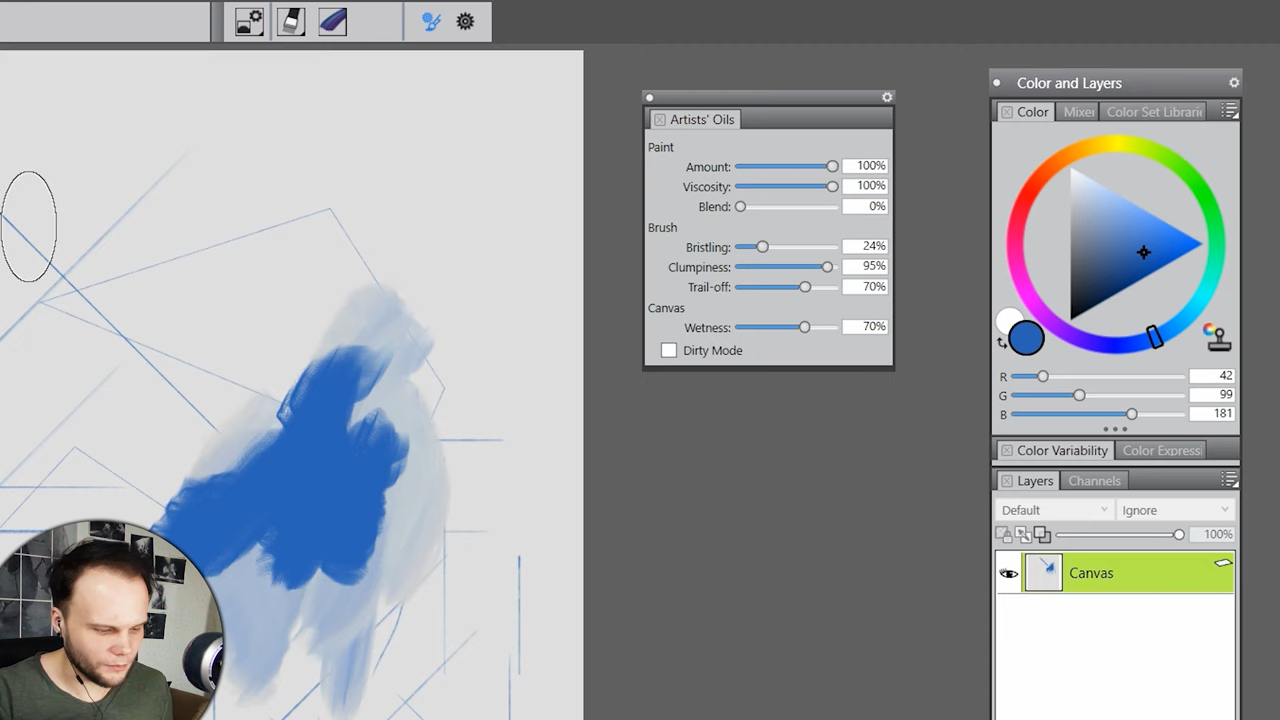 Artists' Oils
Paint
Amount: 100%
Viscosity: 100%
Blend: 0%
Brush
Bristling: 24%
Clumpiness: 95%
Trail-off: 70%
Canvas
Wetness: 70%
Dirty Mode
Color and Layers
Color Mixer Color Set Librarie
R 42
G 99
B 181
Color Variability Color Express
Layers Channels
Default Ignore
100%
Canvas